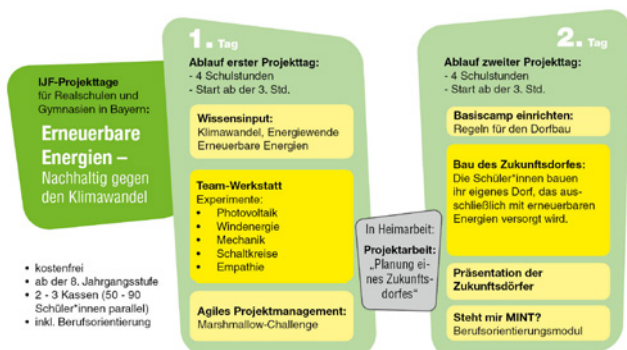 IJF-Projekttage
für Realschulen und
Gymnasien in Bayern:
Erneuerbare
Energien –
Nachhaltig gegen
den Klimawandel
• kostenfrei
• ab der 8. Jahrgangsstufe
• 2 - 3 Kassen (50 - 90
Schüler*innen parallel)
• inkl. Berufsorientierung
1. Tag
Ablauf erster Projekttag:
- 4 Schulstunden
- Start ab der 3. Std.
Wissensinput:
Klimawandel, Energiewende
Erneuerbare Energien
Team-Werkstatt
Experimente:
• Photovoltaik
• Windenergie
• Mechanik
• Schaltkreise
• Empathie
Agiles Projektmanagement:
Marshmallow-Challenge
In Heimarbeit:
Projektarbeit:
„Planung ei-
nes Zukunfts-
dorfes“
2. Tag
Ablauf zweiter Projekttag:
- 4 Schulstunden
- Start ab der 3. Std.
Basiscamp einrichten:
Regeln für den Dorfbau
Bau des Zukunftsdorfes:
Die Schüler*innen bauen
ihr eigenes Dorf, das aus-
schließlich mit erneuerbaren
Energien versorgt wird.
Präsentation der
Zukunftsdörfer
Steht mir MINT?
Berufsorientierungsmodul